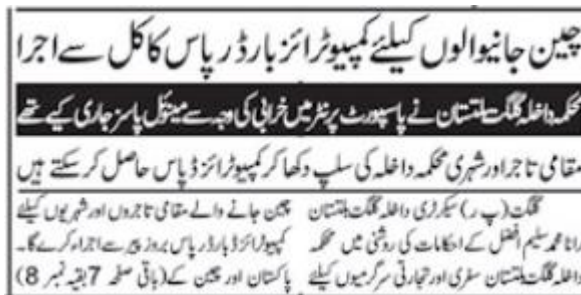 چین جانیوالوں کیلئے کمپیوٹرائز بارڈر پاس کا کل سے اجرا
محکمہ داخلہ گلگت بلتستان نے پاسپورٹ پرنٹر میں خرابی کی وجہ سے مینوئل پاسز جاری کیے تھے
مقامی تاجر اور شہری محکمہ داخلہ کی سلپ دکھا کر کمپیوٹرائزڈ پاس حاصل کر سکتے ہیں
گلگت (پ ر) سیکرٹری داخلہ گلگت بلتستان
رانا محمد سلیم افضل کے احکامات کی روشنی میں محکمہ
داخلہ گلگت بلتستان سفری اور تجارتی سرگرمیوں کیلئے
چین جانے والے مقامی تاجروں اور شہریوں کیلئے
کمپیوٹرائزڈ بارڈر پاس بروز پیر سے اجراء کرے گا۔
پاکستان اور چین کے (باقی صفحہ 7 بقیہ نمبر 8)